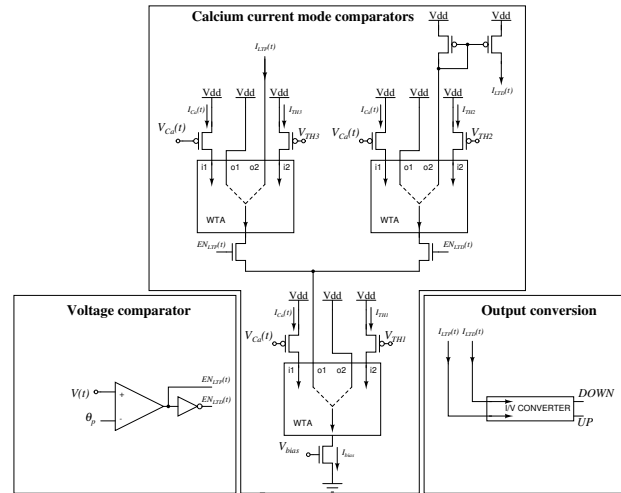 Calcium current mode comparators
Vdd Vdd
I_LTP(t)
I_LTD(t)
Vdd Vdd Vdd Vdd Vdd Vdd
I_Ca(t) I_TH3 I_Ca(t) I_TH2
V_Ca(t) V_TH3 V_Ca(t) V_TH2
i1 o1 o2 i2 i1 o1 o2 i2
WTA WTA
EN_LTP(t) EN_LTD(t)
Vdd Vdd Vdd
I_Ca(t) I_TH1
V_Ca(t) V_TH1
i1 o1 o2 i2
WTA
V_bias I_bias
Voltage comparator
V(t) + EN_LTP(t)
θ_p - EN_LTD(t)
Output conversion
I_LTP(t) I_LTD(t)
I/V CONVERTER
DOWN
UP